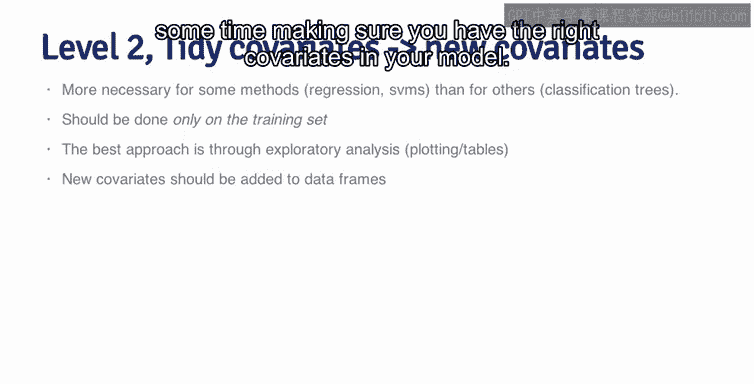 some time making sure you have the right
covariates in your model.
Level 2, Tidy covariates -> new covariates
· More necessary for some methods (regression, svms) than for others (classification trees).
· Should be done only on the training set
· The best approach is through exploratory analysis (plotting/tables)
· New covariates should be added to data frames